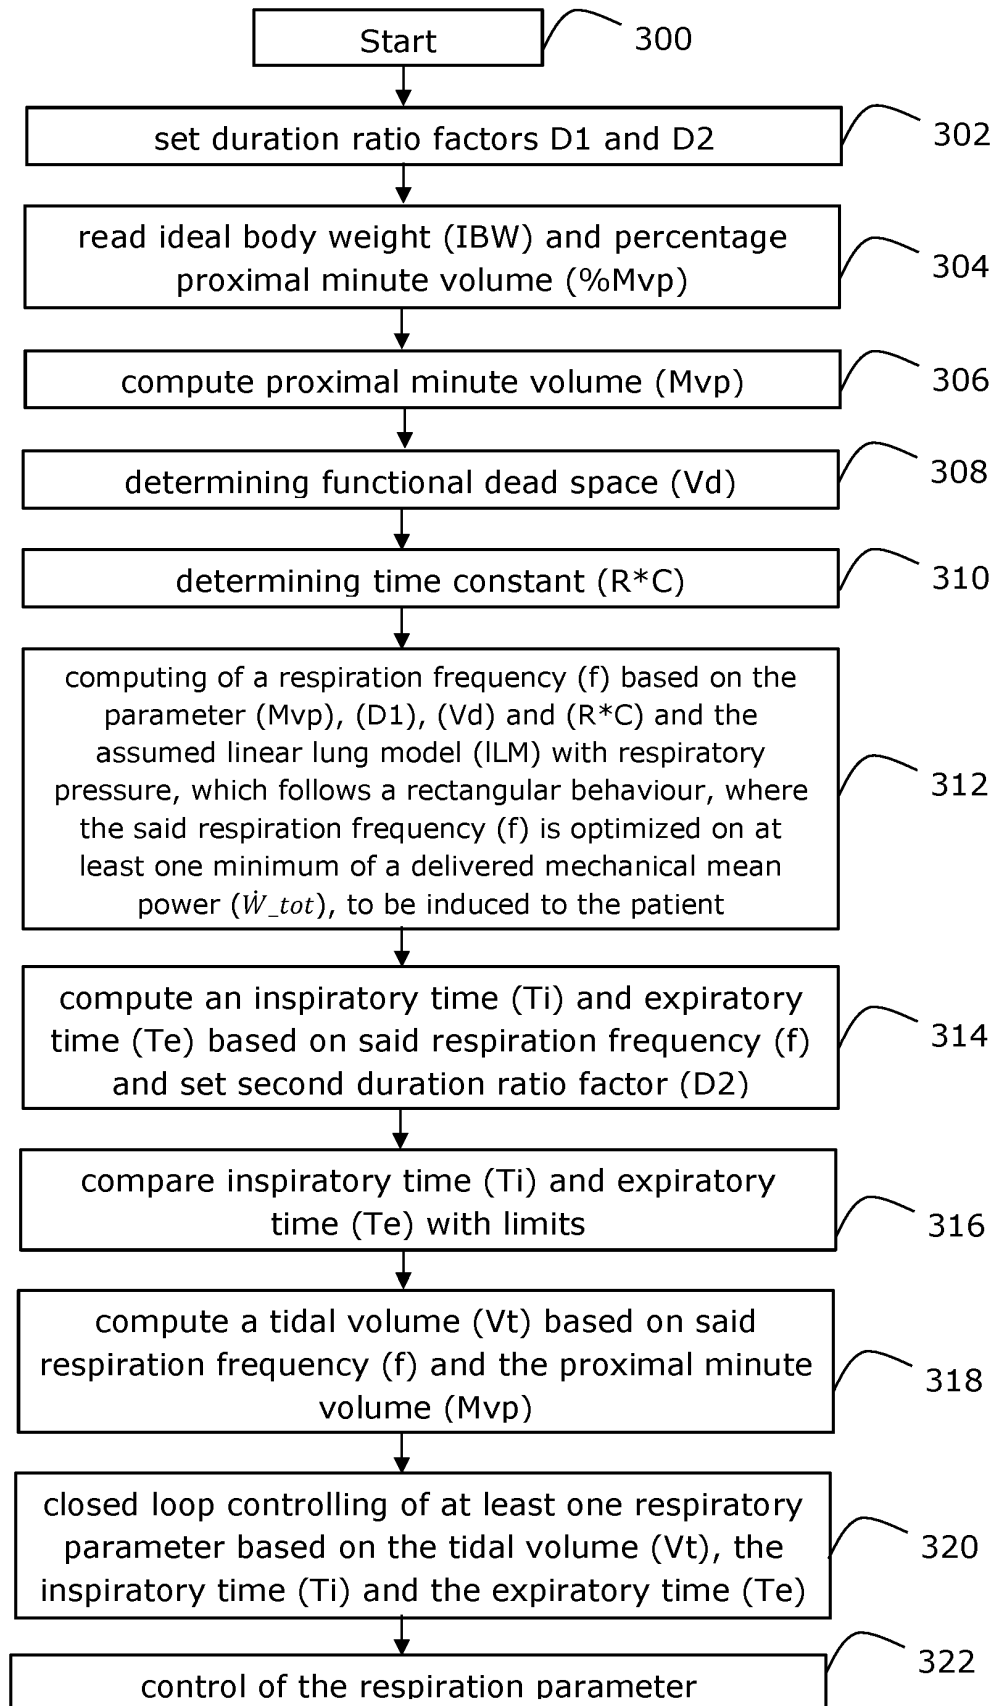 Start
300
set duration ratio factors D1 and D2
302
read ideal body weight (IBW) and percentage
proximal minute volume (%Mvp)
304
compute proximal minute volume (Mvp)
306
determining functional dead space (Vd)
308
determining time constant (R*C)
310
computing of a respiration frequency (f) based on the
parameter (Mvp), (D1), (Vd) and (R*C) and the
assumed linear lung model (lLM) with respiratory
pressure, which follows a rectangular behaviour, where
the said respiration frequency (f) is optimized on at
least one minimum of a delivered mechanical mean
power (Ẇ_tot), to be induced to the patient
312
compute an inspiratory time (Ti) and expiratory
time (Te) based on said respiration frequency (f)
and set second duration ratio factor (D2)
314
compare inspiratory time (Ti) and expiratory
time (Te) with limits
316
compute a tidal volume (Vt) based on said
respiration frequency (f) and the proximal minute
volume (Mvp)
318
closed loop controlling of at least one respiratory
parameter based on the tidal volume (Vt), the
inspiratory time (Ti) and the expiratory time (Te)
320
control of the respiration parameter
322